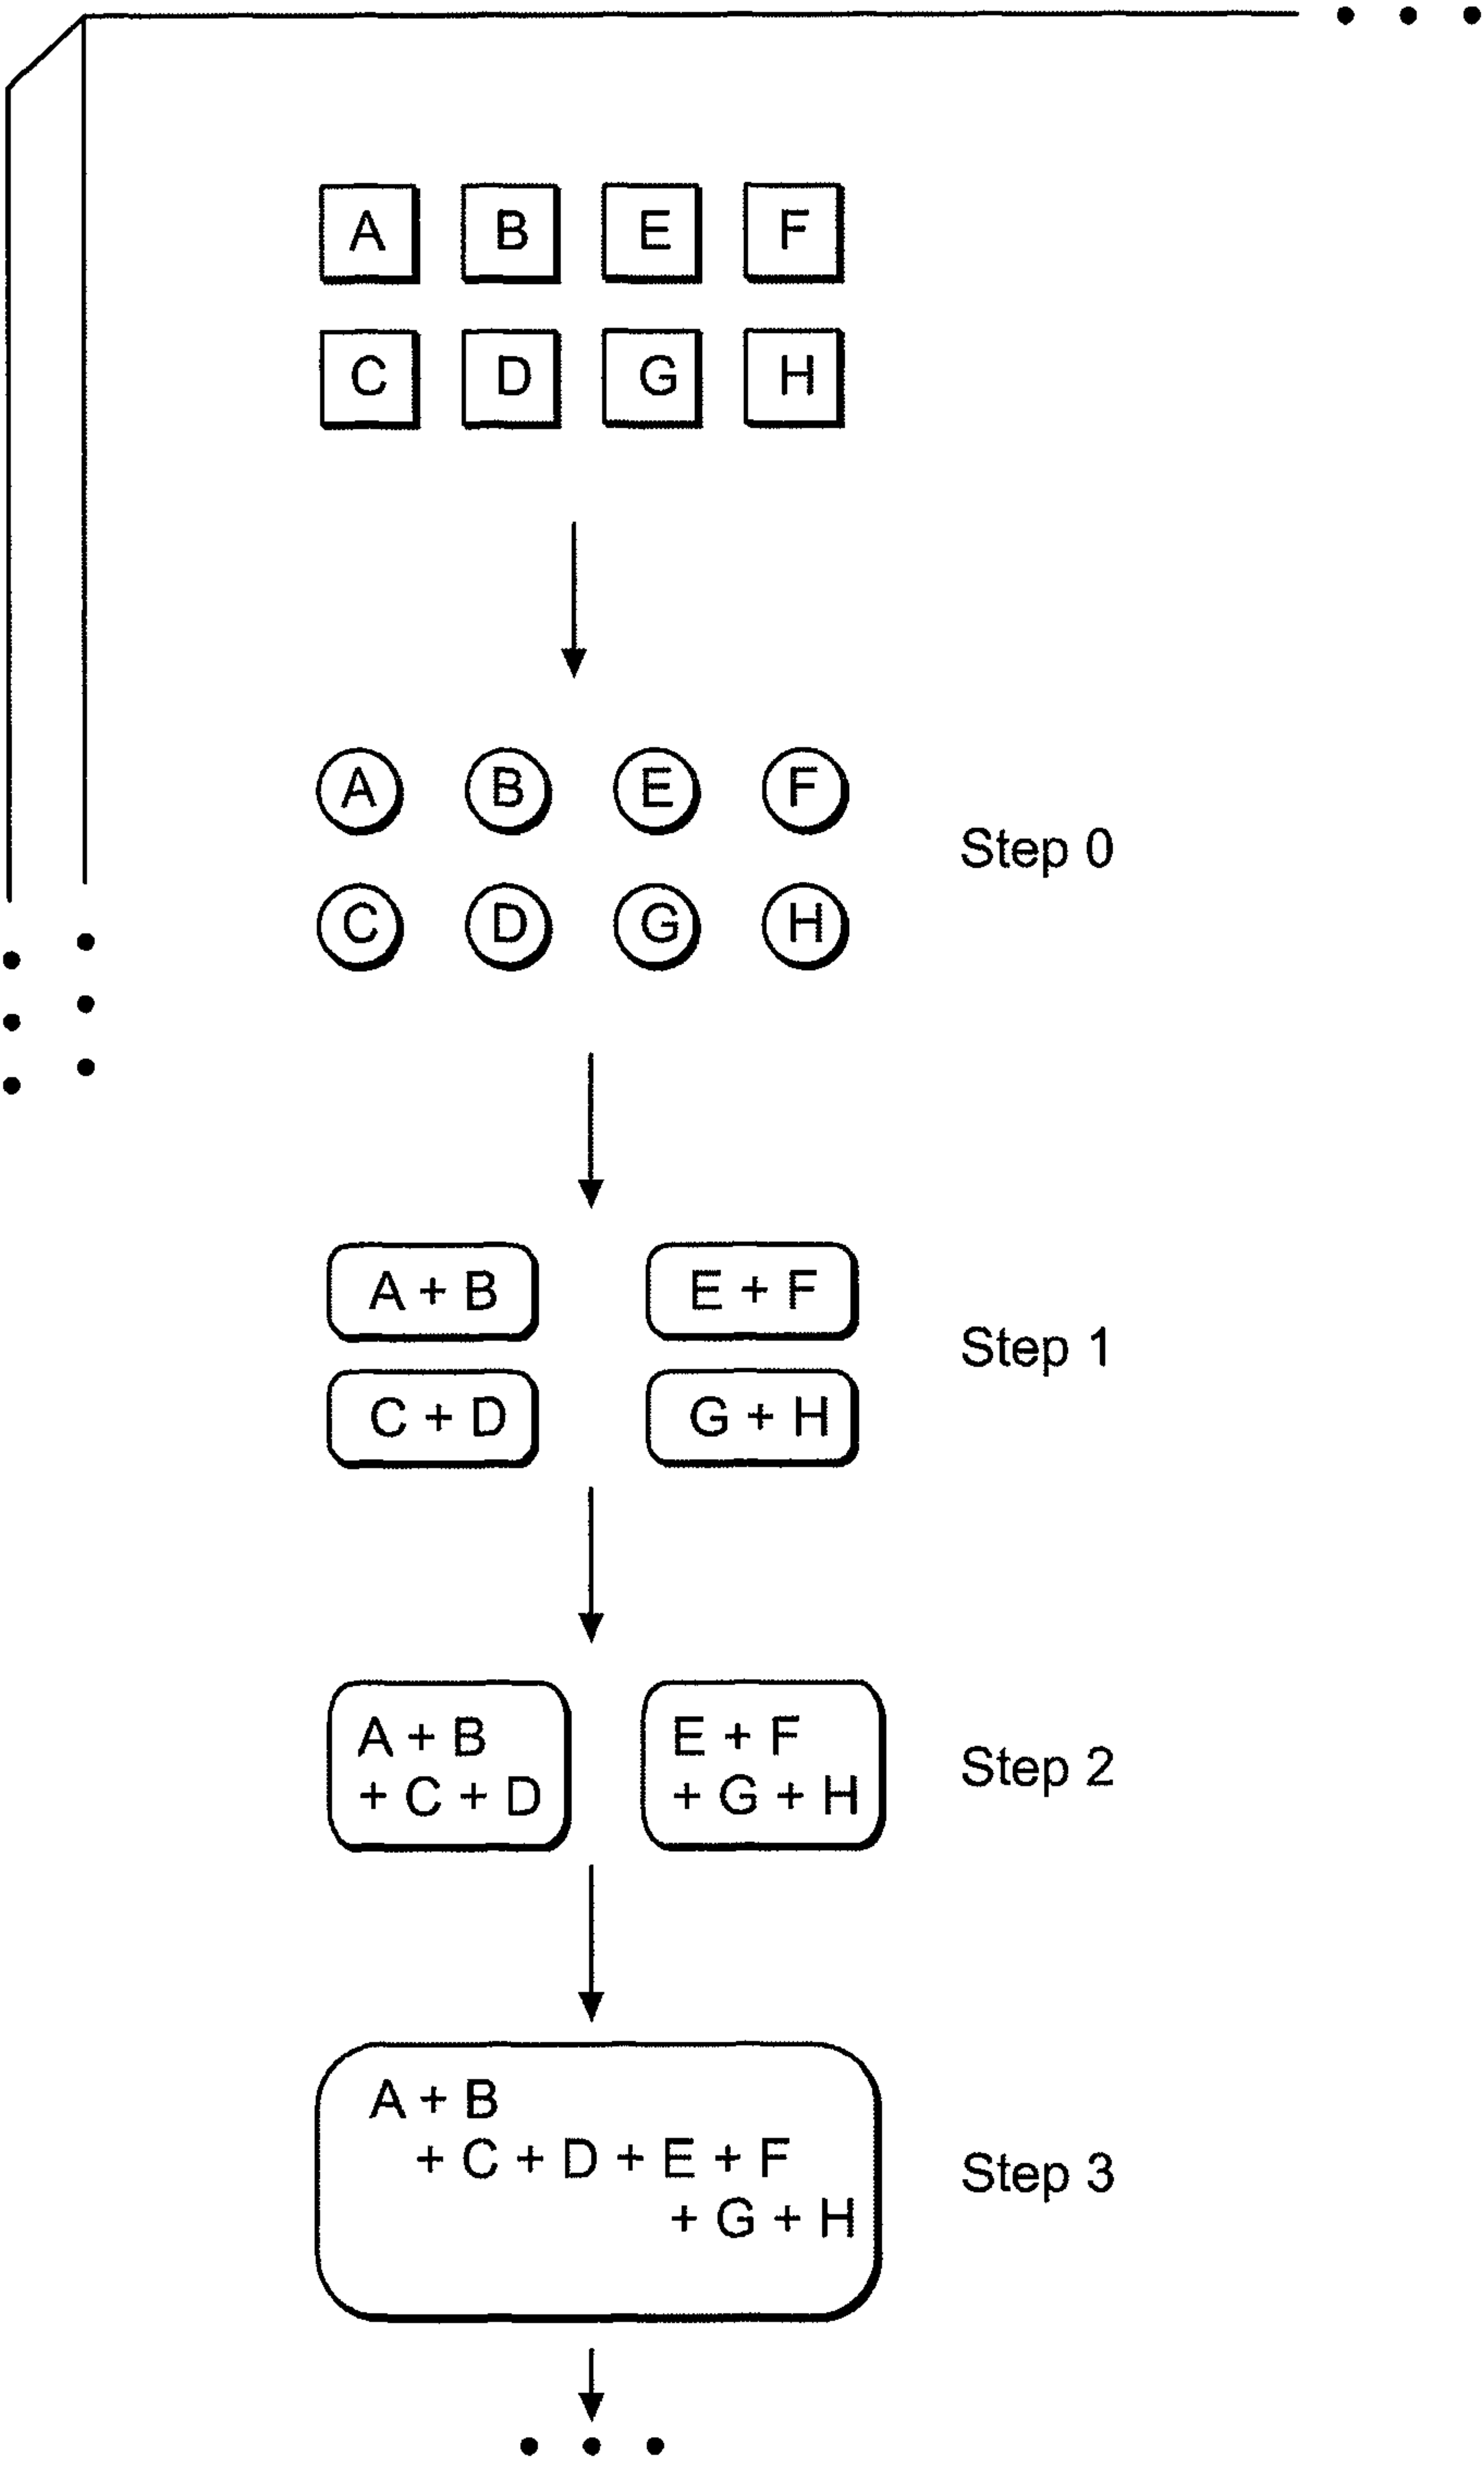 A B E F
C D G H
A B E F
C D G H
Step 0
A + B E + F
C + D G + H
Step 1
A + B
+ C + D
E + F
+ G + H
Step 2
A + B
+ C + D + E + F
+ G + H
Step 3